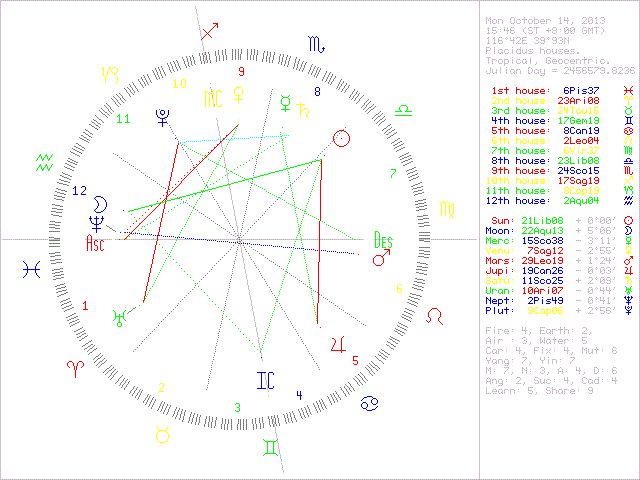 Mon October 14, 2013
15:46 (ST +8:00 GMT)
116°42E 39°93N
Placidus houses.
Tropical, Geocentric.
Julian Day = 2456579.8236
1st house: 6Pis37
2nd house: 23Ari08
3rd house: 24Tau15
4th house: 17Gem19
5th house: 8Can19
6th house: 2Leo04
7th house: 6Vir37
8th house: 23Lib08
9th house: 24Sco15
10th house: 17Sag19
11th house: 8Cap19
12th house: 2Aqu04
Sun: 21Lib08 + 0°00'
Moon: 22Aqu13 + 5°06'
Merc: 15Sco38 - 3°11'
Venu: 7Sag12 - 2°55'
Mars: 29Leo19 + 1°24'
Jupi: 19Can26 - 0°03'
Satu: 11Sco25 + 2°09'
Uran: 10Ari07 - 0°44'
Nept: 2Pis49 - 0°41'
Plut: + 2°56'
Fire: 4, Earth: 2,
Air : 3, Water: 5
Car: 4, Fix: 4, Mut: 6
Yang: 7, Yin: 7
M: 7, N: 3, A: 4, D: 6
Ang: 2, Suc: 4, Cad: 4
Learn: 5, Share: 9
9
10
MC
8
11
7
12
Asc
Des
1
6
5
IC
2
4
3